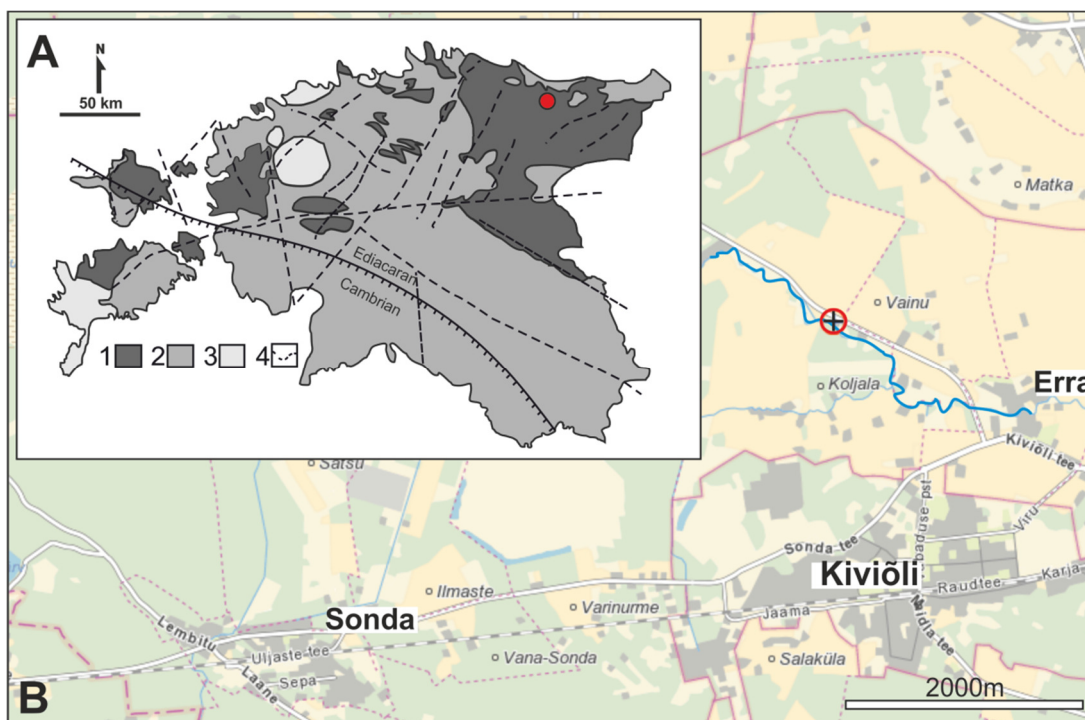 A
N
50 km
Ediacaran
Cambrian
1 2 3 4
Matka
Vainu
Koljala
Erra
Kiviõli tee
Satsu
Sonda tee
Viru
Kiviõli
Raudtee
Karja
Ilmaste
Varinurme
Jaama
Sonda
Lembitu
Uljaste tee
Vana-Sonda
Salaküla
Laane
Sepa
B
2000m